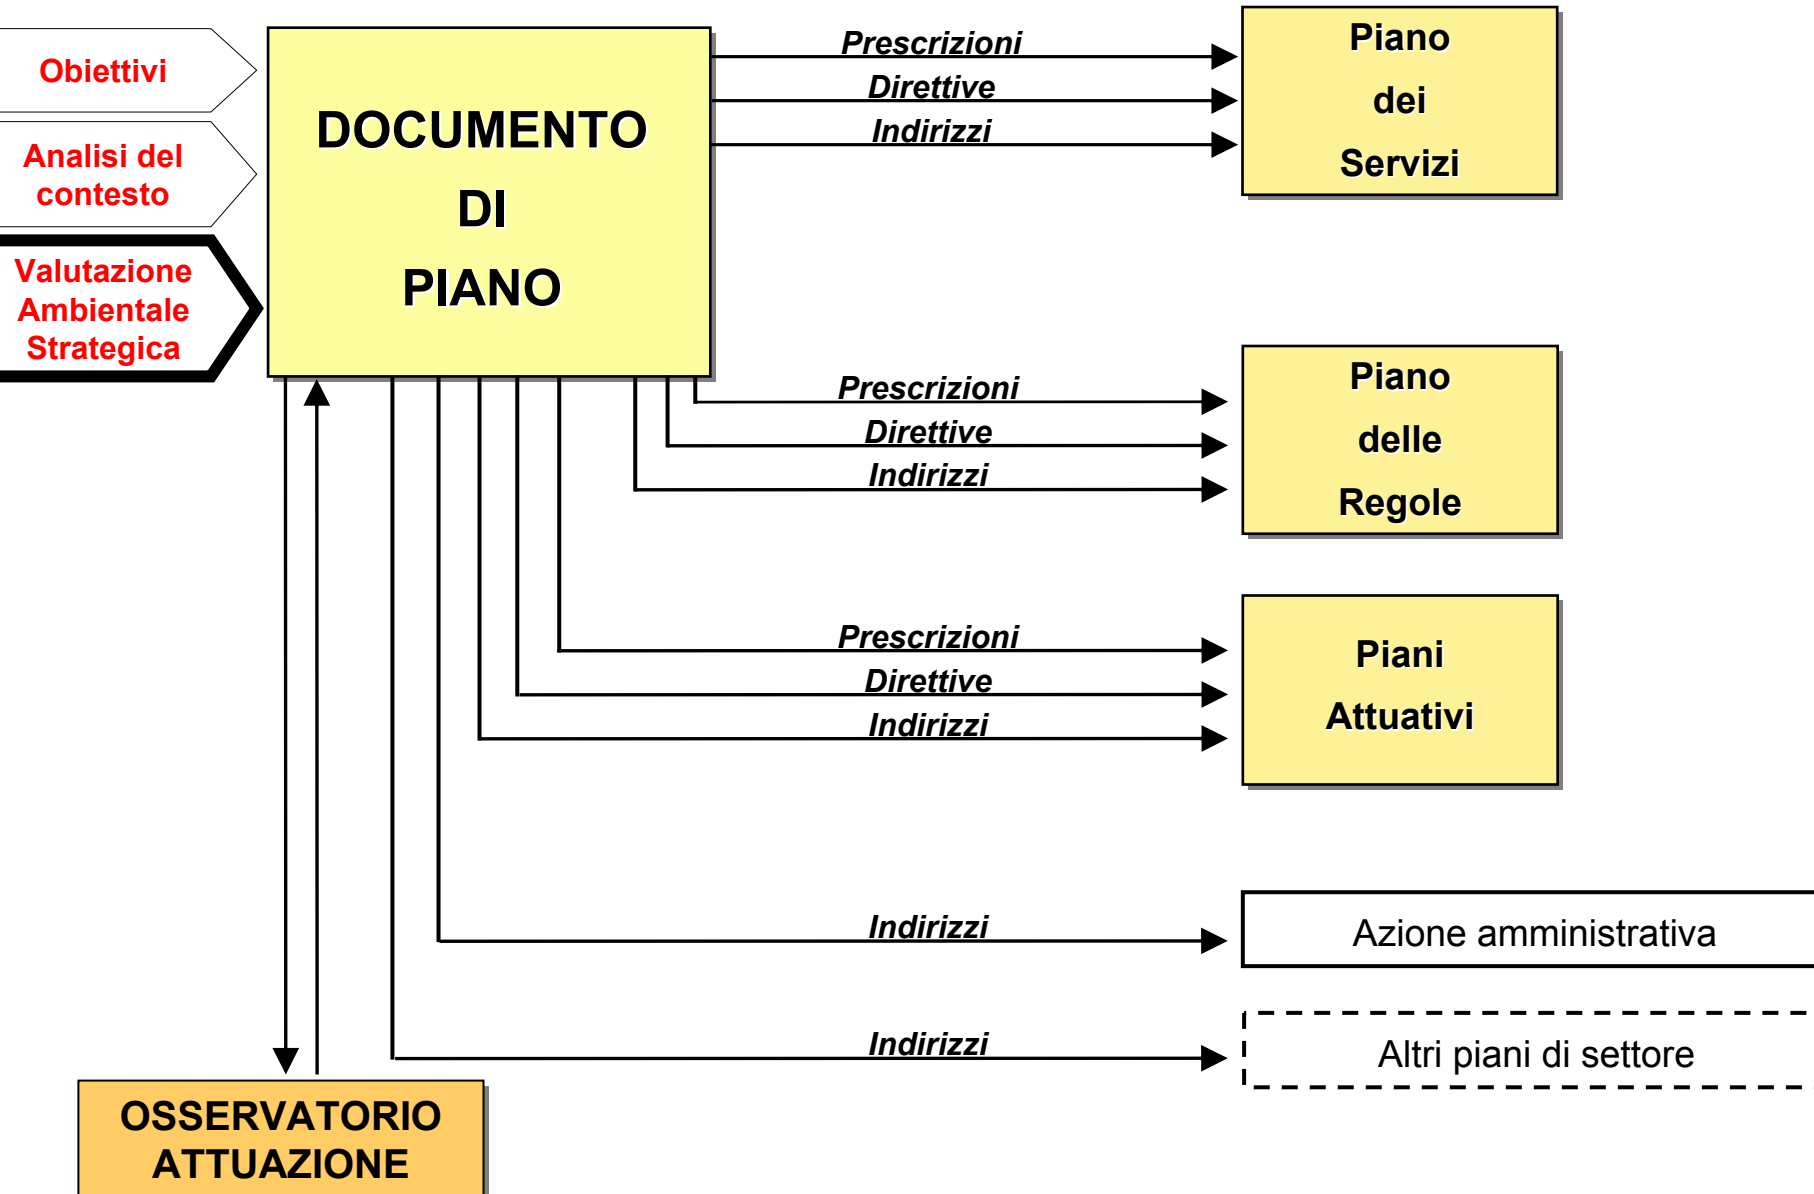 Obiettivi
Analisi del
contesto
Valutazione
Ambientale
Strategica
DOCUMENTO
DI
PIANO
Prescrizioni
Direttive
Indirizzi
Piano
dei
Servizi
Prescrizioni
Direttive
Indirizzi
Piano
delle
Regole
Prescrizioni
Direttive
Indirizzi
Piani
Attuativi
Indirizzi
Azione amministrativa
Indirizzi
Altri piani di settore
OSSERVATORIO
ATTUAZIONE